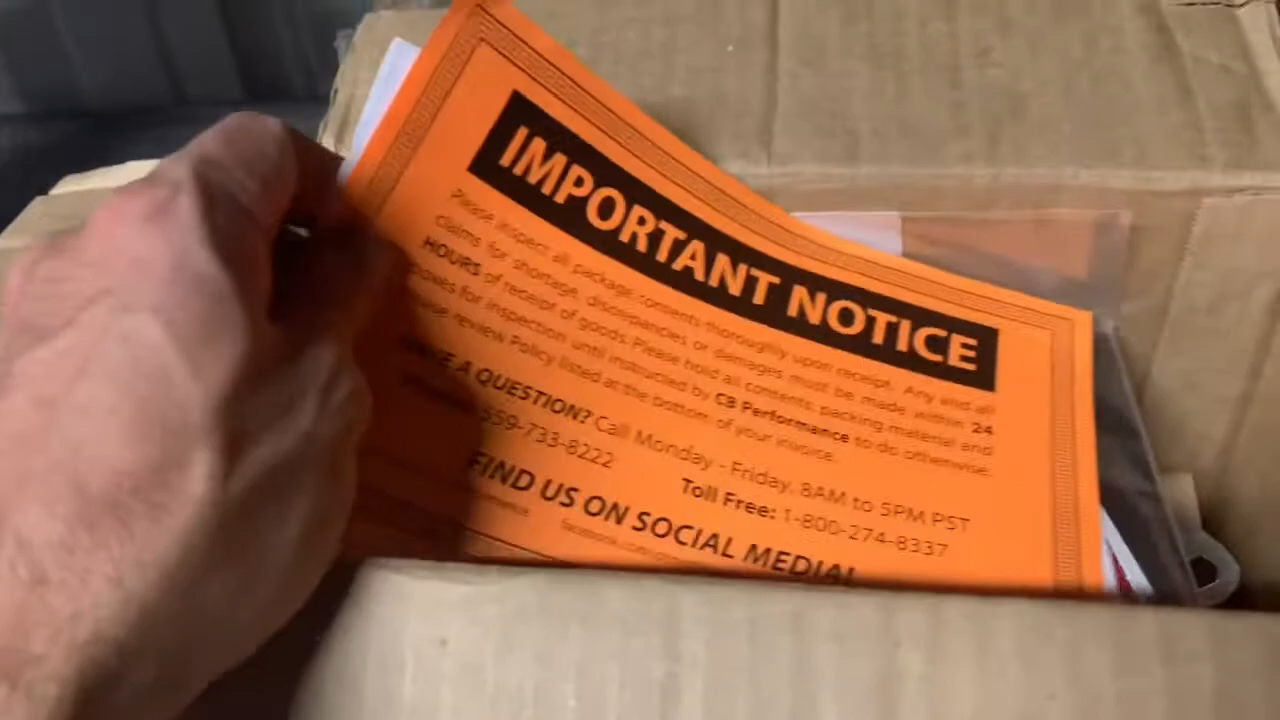 IMPORTANT NOTICE
Please inspect all package contents thoroughly upon receipt. Any and all
claims for shortage, discrepancies or damages must be made within 24
HOURS of receipt of goods. Please hold all contents, packing material and
boxes for inspection until instructed by CB Performance to do otherwise.
review Policy listed at the bottom of your invoice.
A QUESTION? Call Monday - Friday, 8AM to 5PM PST
559-733-8222 Toll Free: 1-800-274-8337
FIND US ON SOCIAL MEDIA!